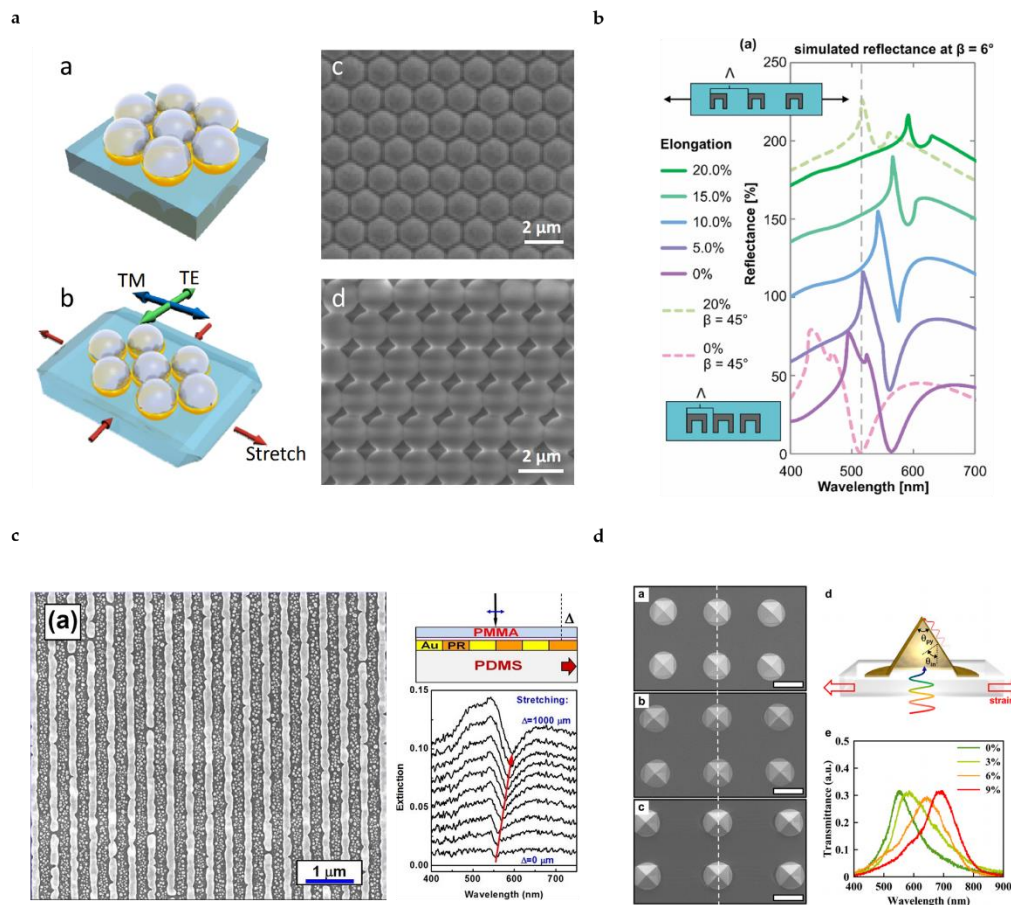 a
a
c
2 μm
b
TM
TE
Stretch
d
2 μm
b
(a)
simulated reflectance at β = 6°
Λ
Elongation
20.0%
15.0%
10.0%
5.0%
0%
20%
β = 45°
0%
β = 45°
Λ
Reflectance [%]
250
200
150
100
50
0
400 500 600 700
Wavelength [nm]
c
(a)
1 μm
Δ
PMMA
Au PR
PDMS
Extinction
0.15
0.10
0.05
0.00
Stretching:
Δ=1000 μm
Δ=0 μm
400 500 600 700
Wavelength (nm)
d
a
b
c
d
θpy
θin
strain
e
Transmittance (a.u.)
0.5
0.4
0.3
0.2
0.1
0
0%
3%
6%
9%
400 500 600 700 800 900
Wavelength (nm)